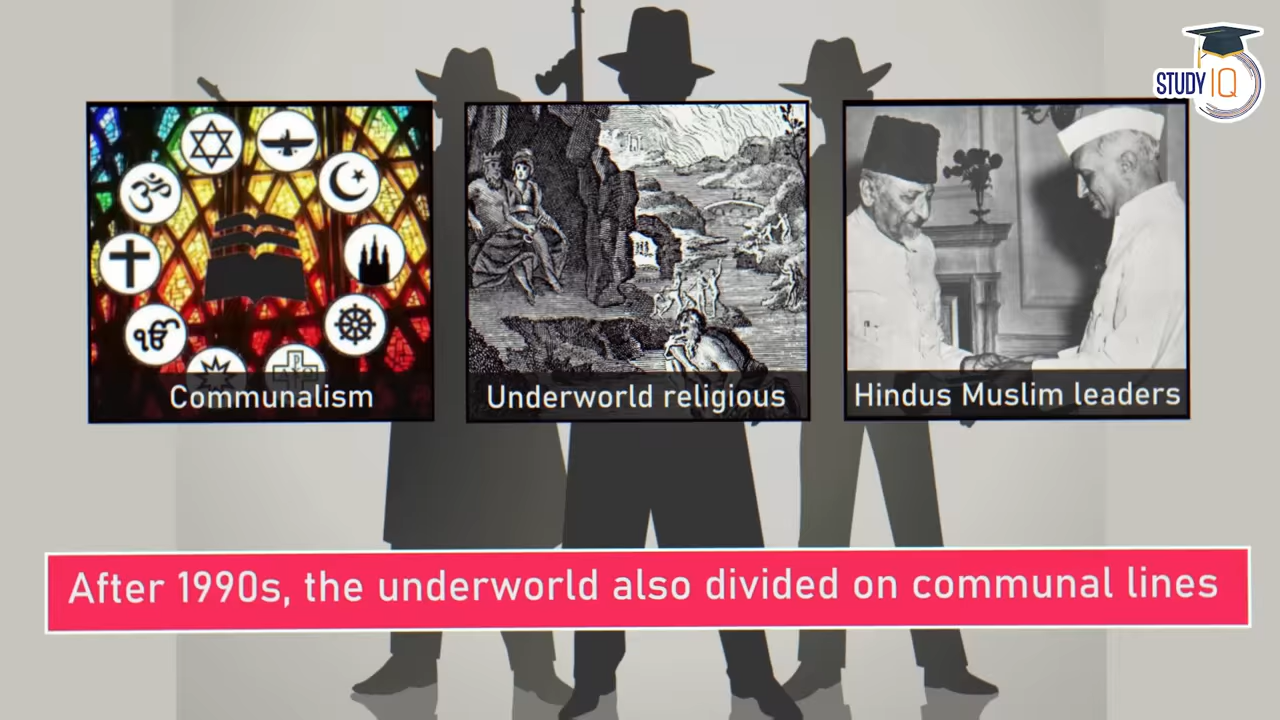 STUDY IQ
Communalism
Underworld religious
Hindus Muslim leaders
After 1990s, the underworld also divided on communal lines